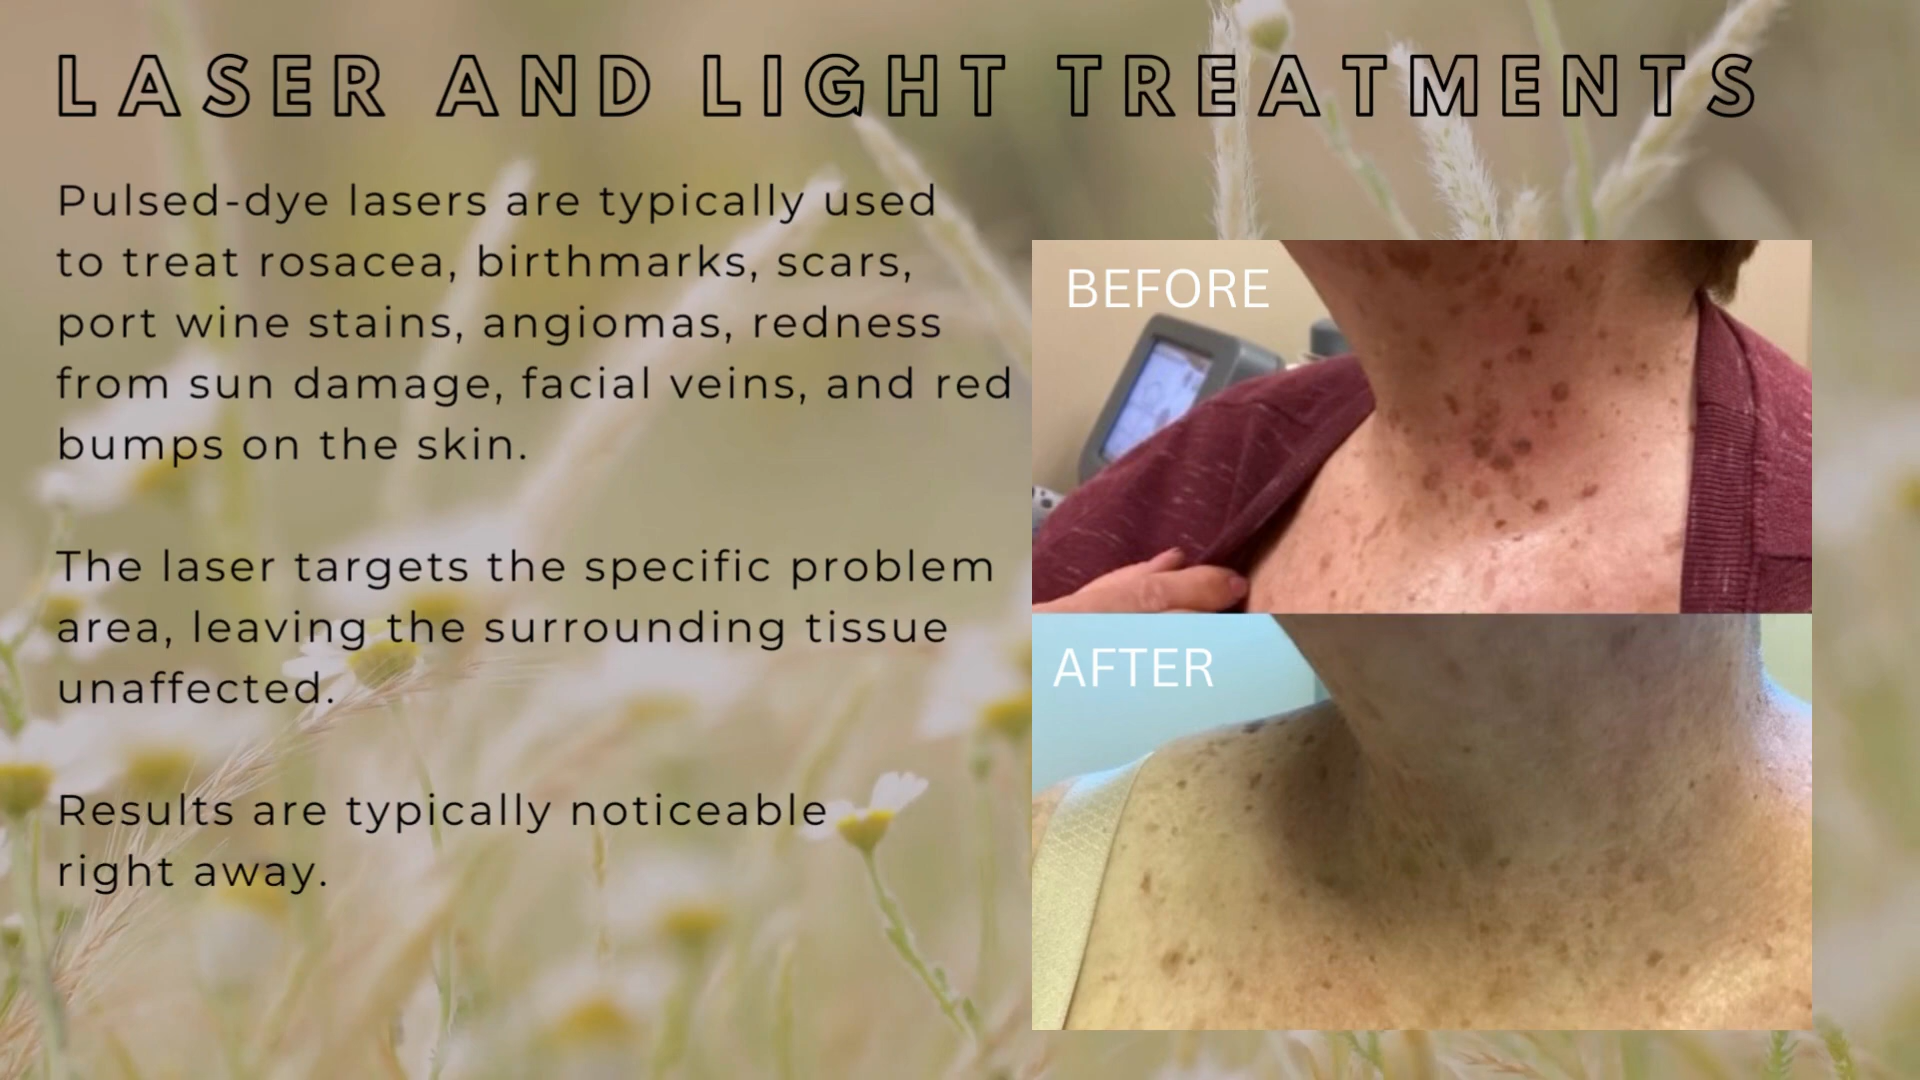 LASER AND LIGHT TREATMENTS
Pulsed-dye lasers are typically used
to treat rosacea, birthmarks, scars,
port wine stains, angiomas, redness
from sun damage, facial veins, and red
bumps on the skin.
The laser targets the specific problem
area, leaving the surrounding tissue
unaffected.
Results are typically noticeable
right away.
BEFORE
AFTER